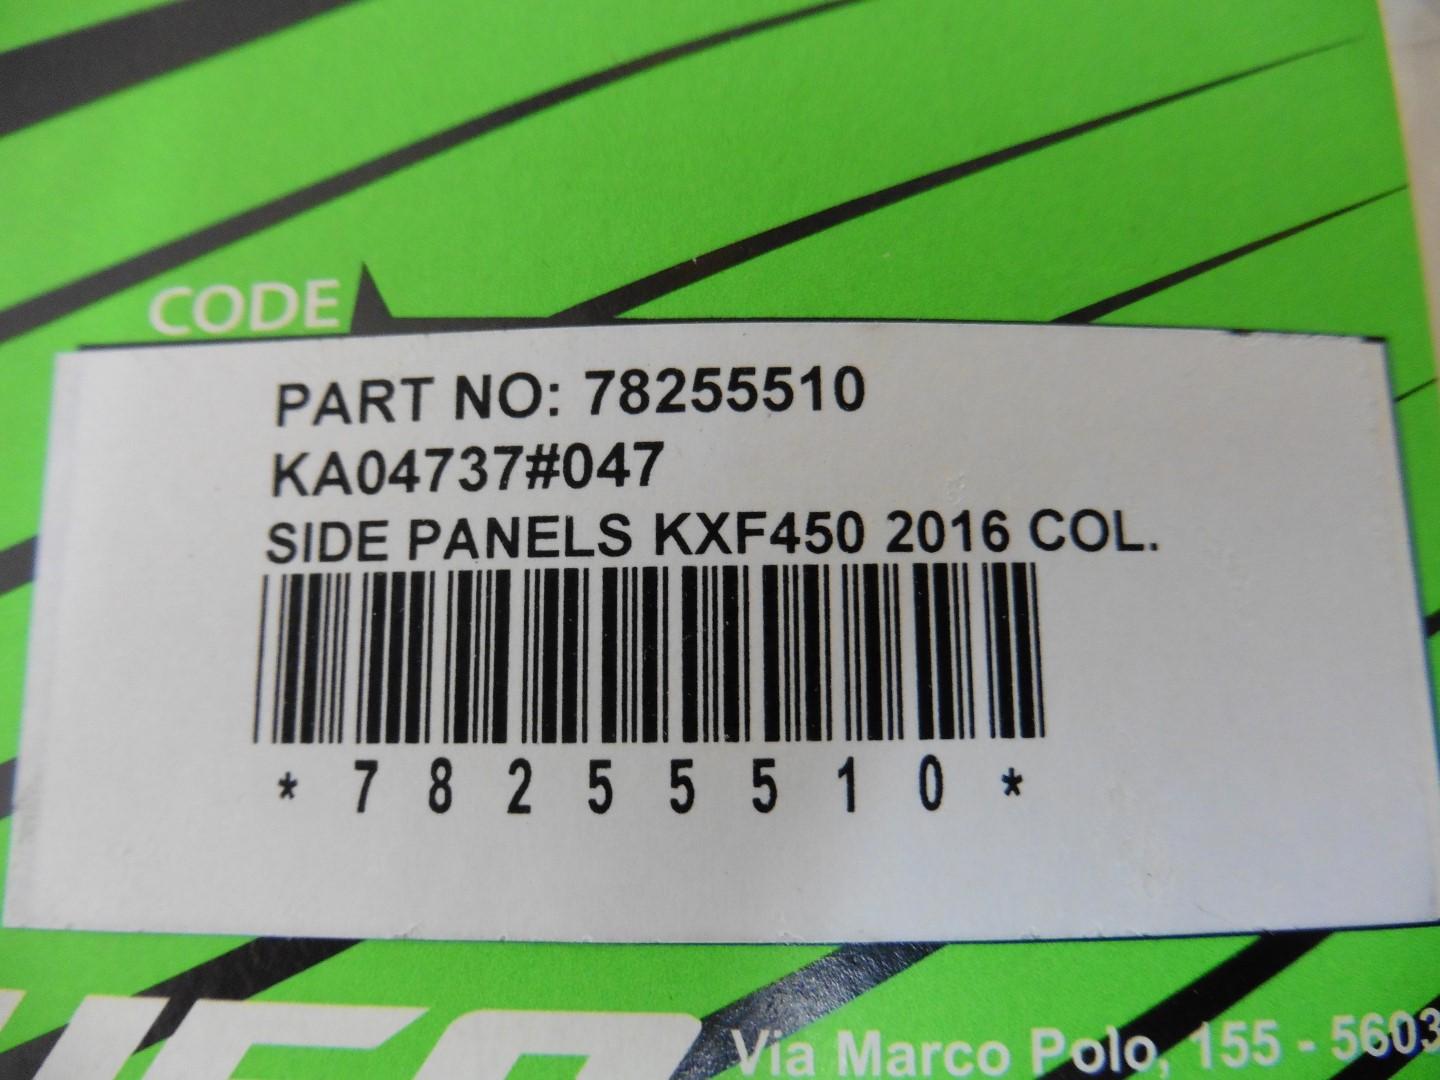 CODE
PART NO: 78255510
KA04737#047
SIDE PANELS KXF450 2016 COL.
* 7 8 2 5 5 5 1 0 *
Via Marco Polo, 155 - 5603